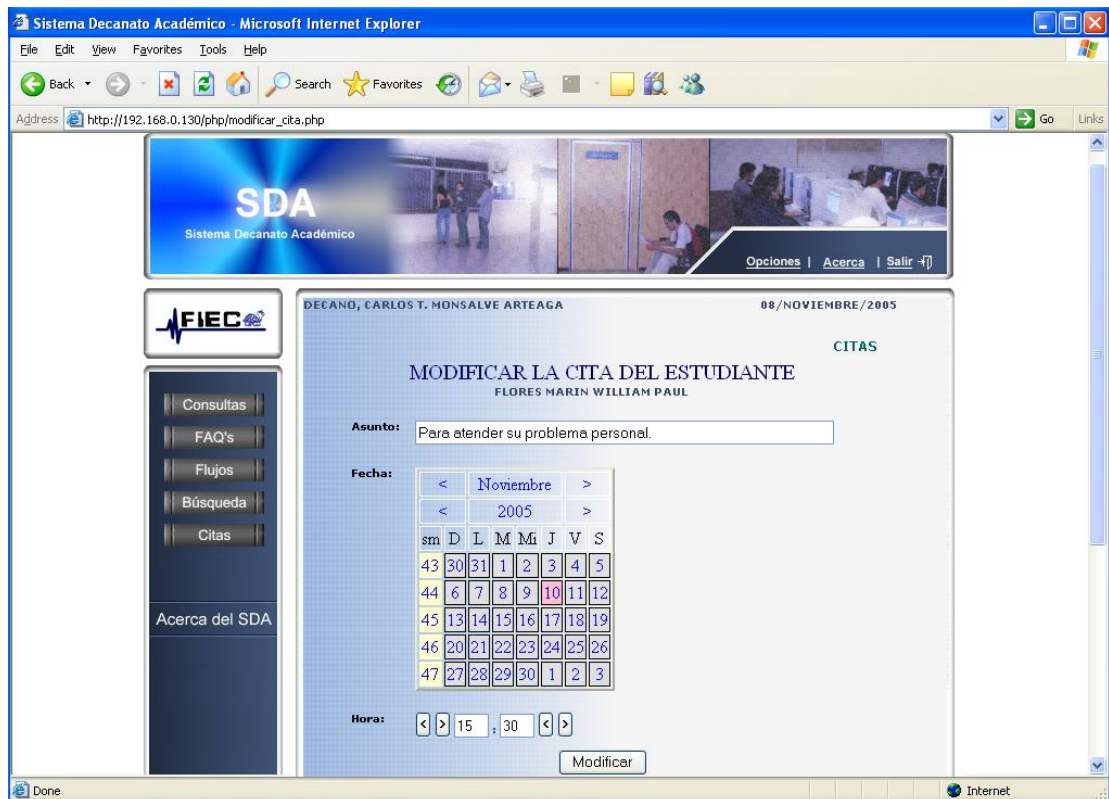 Sistema Decanato Académico - Microsoft Internet Explorer
File Edit View Favorites Tools Help
Back Search Favorites
Address http://192.168.0.130/php/modificar_cita.php Go Links
SDA
Sistema Decanato Académico
Opciones | Acerca | Salir
FIEC
DECANO, CARLOS T. MONSALVE ARTEAGA 08/NOVIEMBRE/2005
CITAS
MODIFICAR LA CITA DEL ESTUDIANTE
FLORES MARIN WILLIAM PAUL
Consultas
FAQ's
Flujos
Búsqueda
Citas
Acerca del SDA
Asunto: Para atender su problema personal.
Fecha:
< Noviembre >
< 2005 >
sm D L M Mi J V S
43 30 31 1 2 3 4 5
44 6 7 8 9 10 11 12
45 13 14 15 16 17 18 19
46 20 21 22 23 24 25 26
47 27 28 29 30 1 2 3
Hora: < > 15 : 30 < >
Modificar
Done Internet